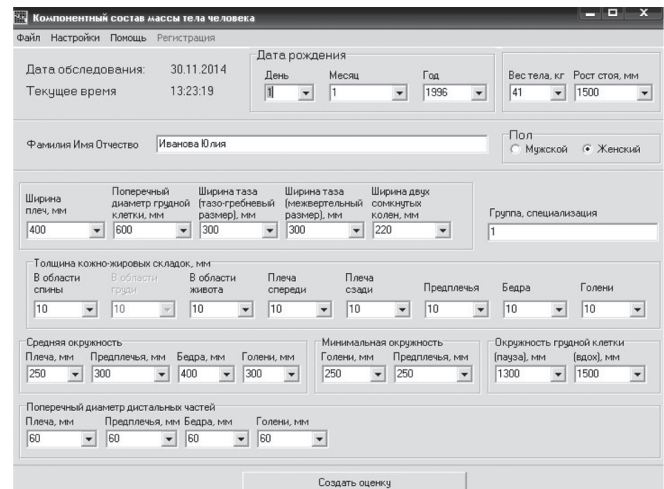 Компонентный состав массы тела человека
Файл Настройки Помощь Регистрация
Дата обследования: 30.11.2014
Текущее время 13:23:19
Дата рождения
День Месяц Год
1 1 1996
Вес тела, кг Рост стоя, мм
41 1500
Фамилия Имя Отчество Иванова Юлия
Пол
Мужской Женский
Ширина плеч, мм
400
Поперечный диаметр грудной клетки, мм
600
Ширина таза (тазо-гребневый размер), мм
300
Ширина таза (межвертельный размер), мм
300
Ширина двух сомкнутых колен, мм
220
Группа, специализация
1
Толщина кожно-жировых складок, мм
В области спины
10
В области груди
10
В области живота
10
Плеча спереди
10
Плеча сзади
10
Предплечья
10
Бедра
10
Голени
10
Средняя окружность
Плеча, мм Предплечья, мм Бедра, мм Голени, мм
250 300 400 300
Минимальная окружность
Голени, мм Предплечья, мм
250 250
Окружность грудной клетки
(пауза), мм (вдох), мм
1300 1500
Поперечный диаметр дистальных частей
Плеча, мм Предплечья, мм Бедра, мм Голени, мм
60 60 60 60
Создать оценку